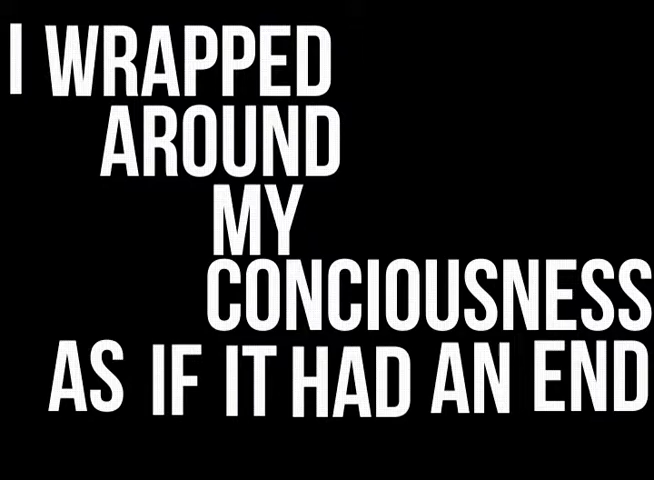 I WRAPPED
AROUND
MY
CONCIOUSNESS
AS IF IT HAD AN END